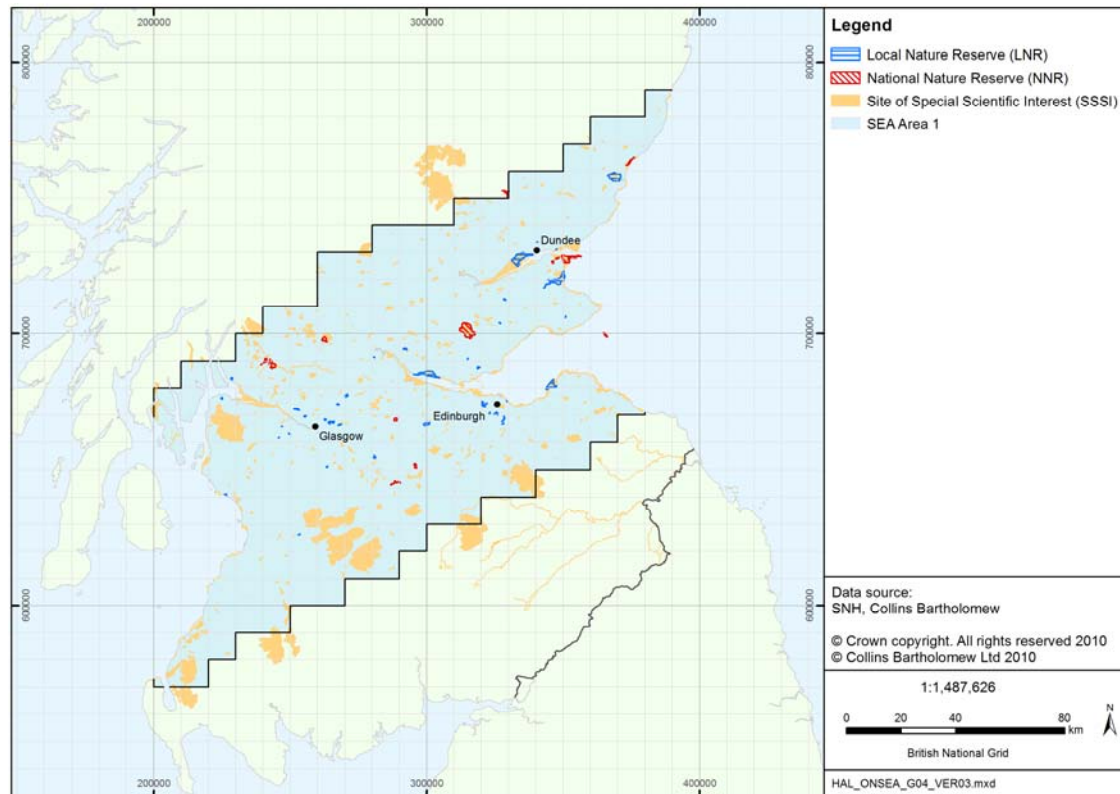 200000
300000
400000
800000
800000
Dundee
700000
700000
Edinburgh
Glasgow
600000
600000
200000
300000
400000
Legend
Local Nature Reserve (LNR)
National Nature Reserve (NNR)
Site of Special Scientific Interest (SSSI)
SEA Area 1
Data source:
SNH, Collins Bartholomew
© Crown copyright. All rights reserved 2010
© Collins Bartholomew Ltd 2010
1:1,487,626
0 20 40 80
km
N
British National Grid
HAL_ONSEA_G04_VER03.mxd